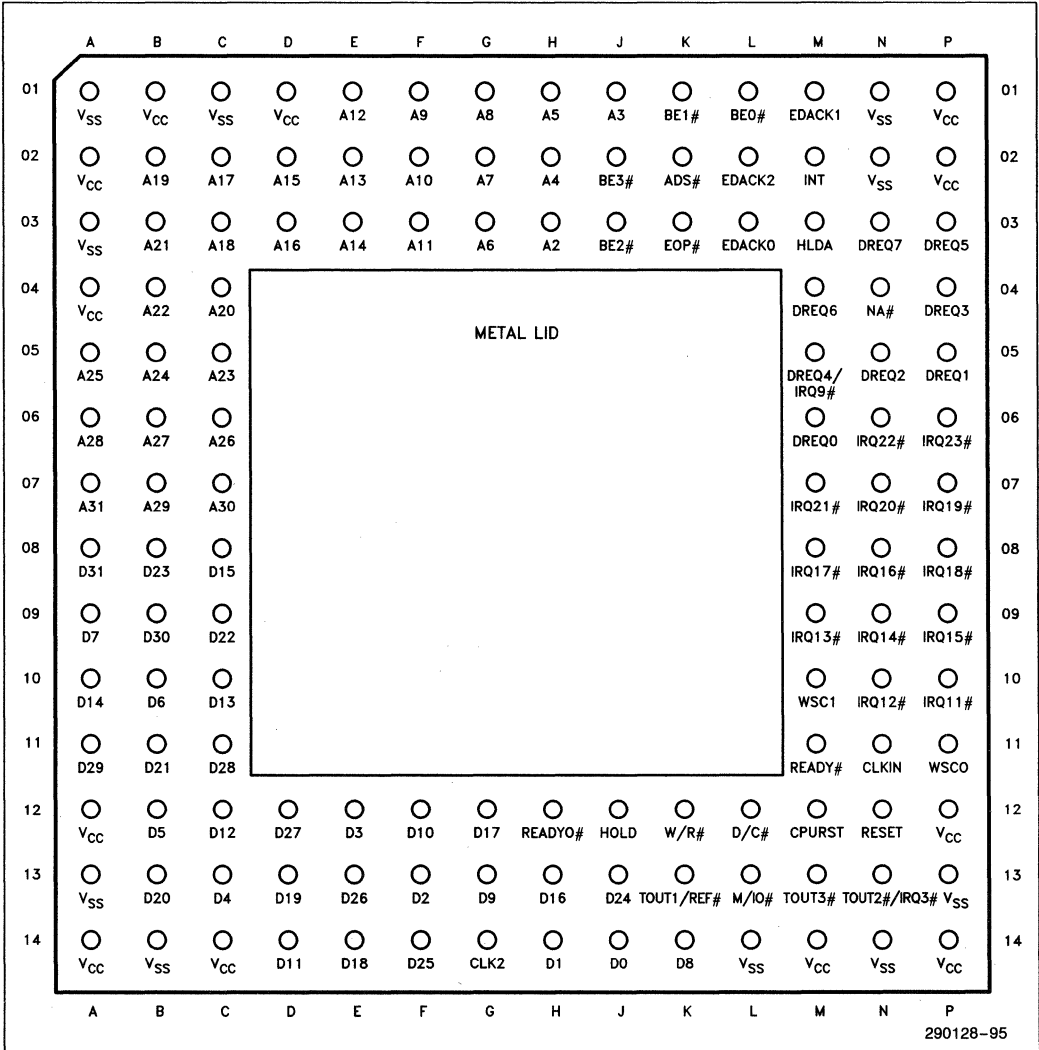 A B C D E F G H J K L M N P
01 01
VSS VCC VSS VCC A12 A9 A8 A5 A3 BE1# BE0# EDACK1 VSS VCC
02 02
VCC A19 A17 A15 A13 A10 A7 A4 BE3# ADS# EDACK2 INT VSS VCC
03 03
VSS A21 A18 A16 A14 A11 A6 A2 BE2# EOP# EDACK0 HLDA DREQ7 DREQ5
04 04
VCC A22 A20 DREQ6 NA# DREQ3
METAL LID
05 05
A25 A24 A23 DREQ4/ DREQ2 DREQ1
IRQ9#
06 06
A28 A27 A26 DREQ0 IRQ22# IRQ23#
07 07
A31 A29 A30 IRQ21# IRQ20# IRQ19#
08 08
D31 D23 D15 IRQ17# IRQ16# IRQ18#
09 09
D7 D30 D22 IRQ13# IRQ14# IRQ15#
10 10
D14 D6 D13 WSC1 IRQ12# IRQ11#
11 11
D29 D21 D28 READY# CLKIN WSC0
12 12
VCC D5 D12 D27 D3 D10 D17 READYO# HOLD W/R# D/C# CPURST RESET VCC
13 13
VSS D20 D4 D19 D26 D2 D9 D16 D24 TOUT1/REF# M/IO# TOUT3# TOUT2#/IRQ3# VSS
14 14
VCC VSS VCC D11 D18 D25 CLK2 D1 D0 D8 VSS VCC VSS VCC
A B C D E F G H J K L M N P
290128-95